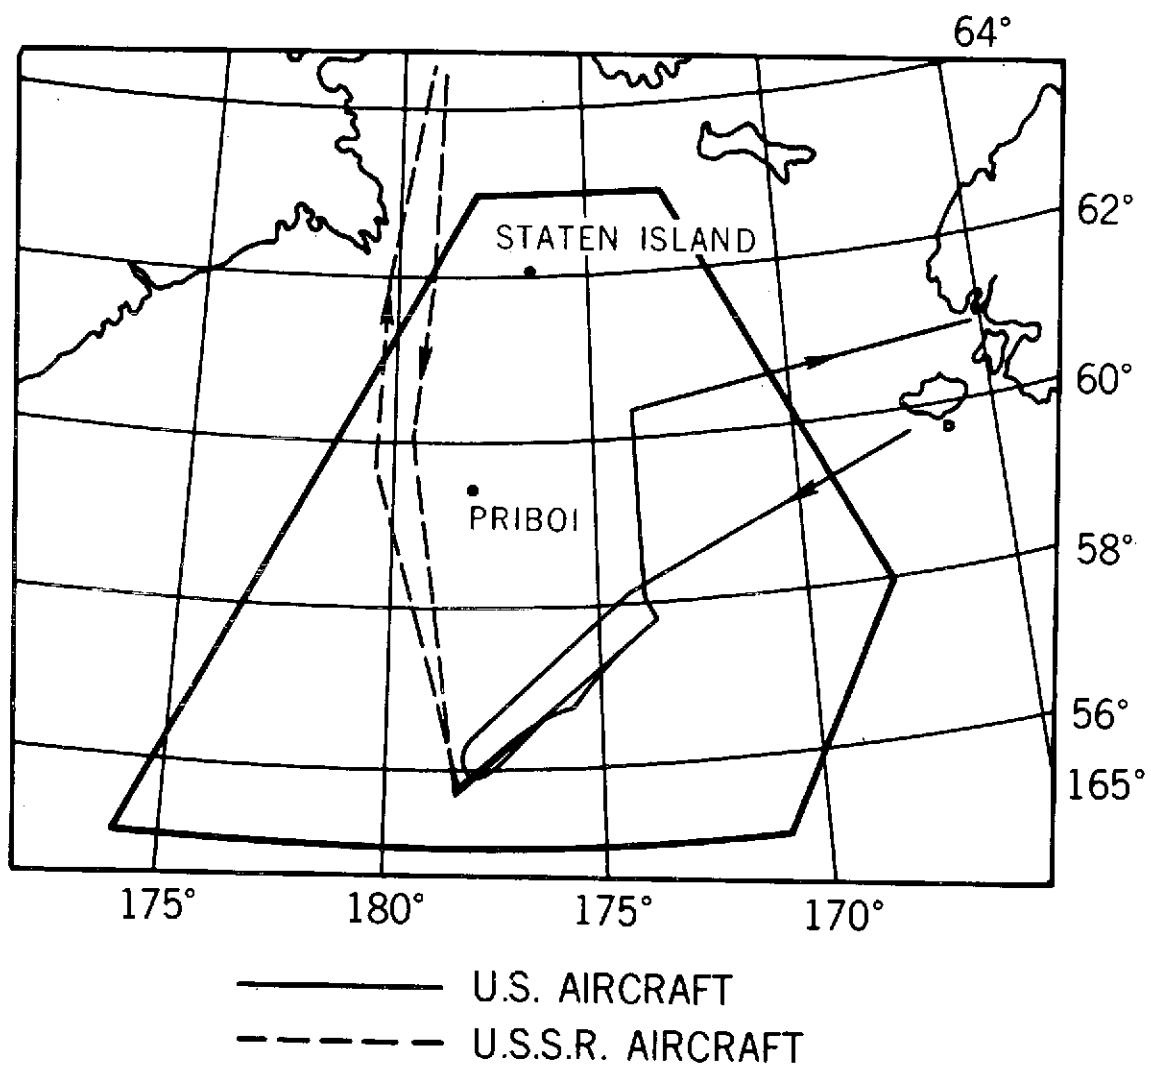 64°
62°
STATEN ISLAND
60°
PRIBOI
58°
56°
165°
175° 180° 175° 170°
U.S. AIRCRAFT
U.S.S.R. AIRCRAFT